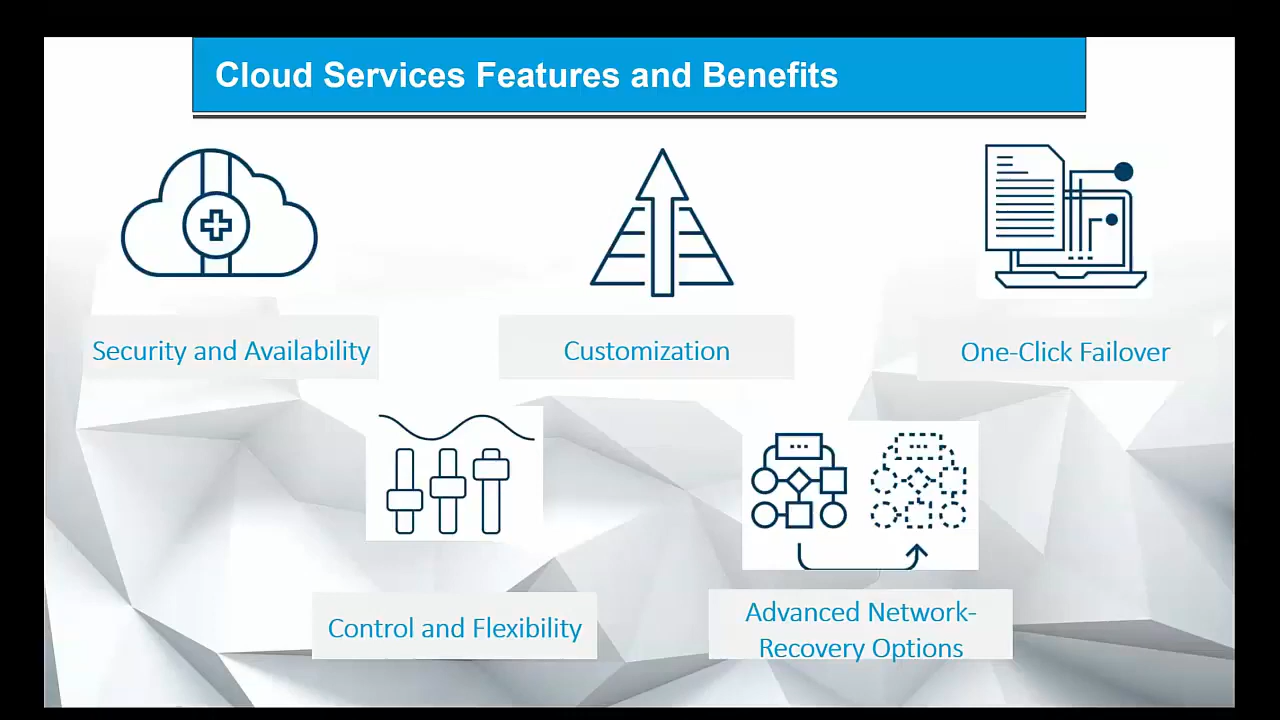 Cloud Services Features and Benefits
Security and Availability
Customization
One-Click Failover
Control and Flexibility
Advanced Network-
Recovery Options